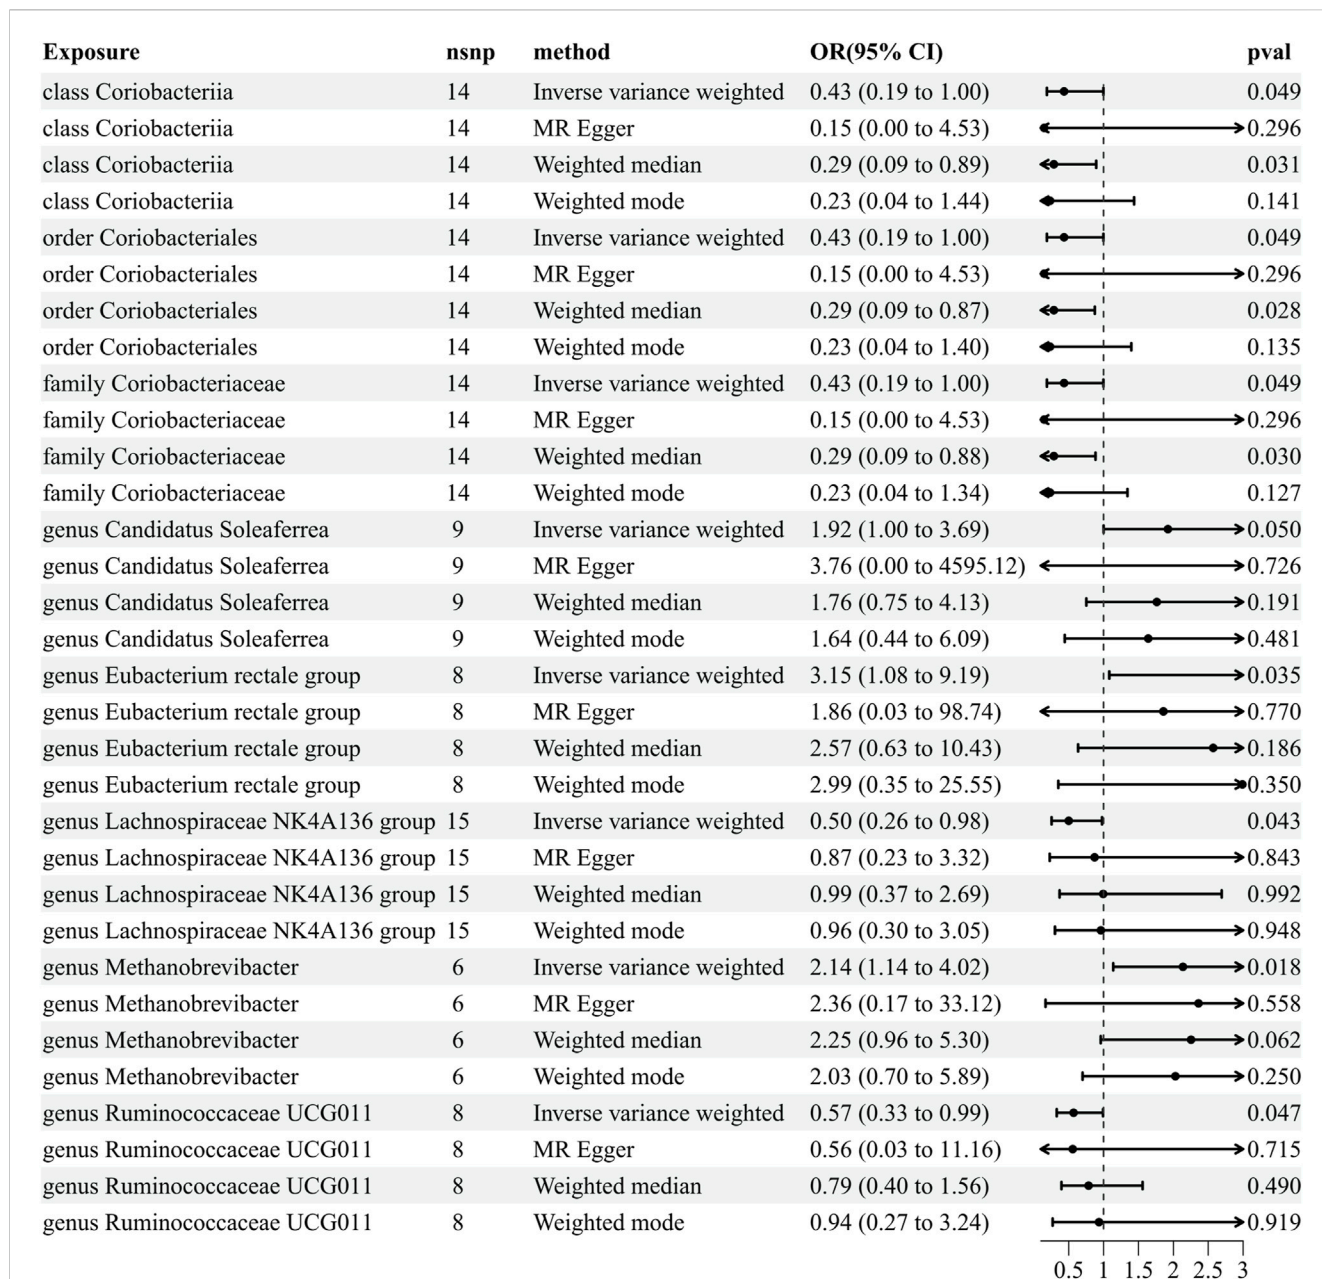 Exposure nsnp method OR(95% CI) pval
class Coriobacteriia 14 Inverse variance weighted 0.43 (0.19 to 1.00) 0.049
class Coriobacteriia 14 MR Egger 0.15 (0.00 to 4.53) 0.296
class Coriobacteriia 14 Weighted median 0.29 (0.09 to 0.89) 0.031
class Coriobacteriia 14 Weighted mode 0.23 (0.04 to 1.44) 0.141
order Coriobacteriales 14 Inverse variance weighted 0.43 (0.19 to 1.00) 0.049
order Coriobacteriales 14 MR Egger 0.15 (0.00 to 4.53) 0.296
order Coriobacteriales 14 Weighted median 0.29 (0.09 to 0.87) 0.028
order Coriobacteriales 14 Weighted mode 0.23 (0.04 to 1.40) 0.135
family Coriobacteriaceae 14 Inverse variance weighted 0.43 (0.19 to 1.00) 0.049
family Coriobacteriaceae 14 MR Egger 0.15 (0.00 to 4.53) 0.296
family Coriobacteriaceae 14 Weighted median 0.29 (0.09 to 0.88) 0.030
family Coriobacteriaceae 14 Weighted mode 0.23 (0.04 to 1.34) 0.127
genus Candidatus Soleaferrea 9 Inverse variance weighted 1.92 (1.00 to 3.69) 0.050
genus Candidatus Soleaferrea 9 MR Egger 3.76 (0.00 to 4595.12) 0.726
genus Candidatus Soleaferrea 9 Weighted median 1.76 (0.75 to 4.13) 0.191
genus Candidatus Soleaferrea 9 Weighted mode 1.64 (0.44 to 6.09) 0.481
genus Eubacterium rectale group 8 Inverse variance weighted 3.15 (1.08 to 9.19) 0.035
genus Eubacterium rectale group 8 MR Egger 1.86 (0.03 to 98.74) 0.770
genus Eubacterium rectale group 8 Weighted median 2.57 (0.63 to 10.43) 0.186
genus Eubacterium rectale group 8 Weighted mode 2.99 (0.35 to 25.55) 0.350
genus Lachnospiraceae NK4A136 group 15 Inverse variance weighted 0.50 (0.26 to 0.98) 0.043
genus Lachnospiraceae NK4A136 group 15 MR Egger 0.87 (0.23 to 3.32) 0.843
genus Lachnospiraceae NK4A136 group 15 Weighted median 0.99 (0.37 to 2.69) 0.992
genus Lachnospiraceae NK4A136 group 15 Weighted mode 0.96 (0.30 to 3.05) 0.948
genus Methanobrevibacter 6 Inverse variance weighted 2.14 (1.14 to 4.02) 0.018
genus Methanobrevibacter 6 MR Egger 2.36 (0.17 to 33.12) 0.558
genus Methanobrevibacter 6 Weighted median 2.25 (0.96 to 5.30) 0.062
genus Methanobrevibacter 6 Weighted mode 2.03 (0.70 to 5.89) 0.250
genus Ruminococcaceae UCG011 8 Inverse variance weighted 0.57 (0.33 to 0.99) 0.047
genus Ruminococcaceae UCG011 8 MR Egger 0.56 (0.03 to 11.16) 0.715
genus Ruminococcaceae UCG011 8 Weighted median 0.79 (0.40 to 1.56) 0.490
genus Ruminococcaceae UCG011 8 Weighted mode 0.94 (0.27 to 3.24) 0.919
0.5 1 1.5 2 2.5 3